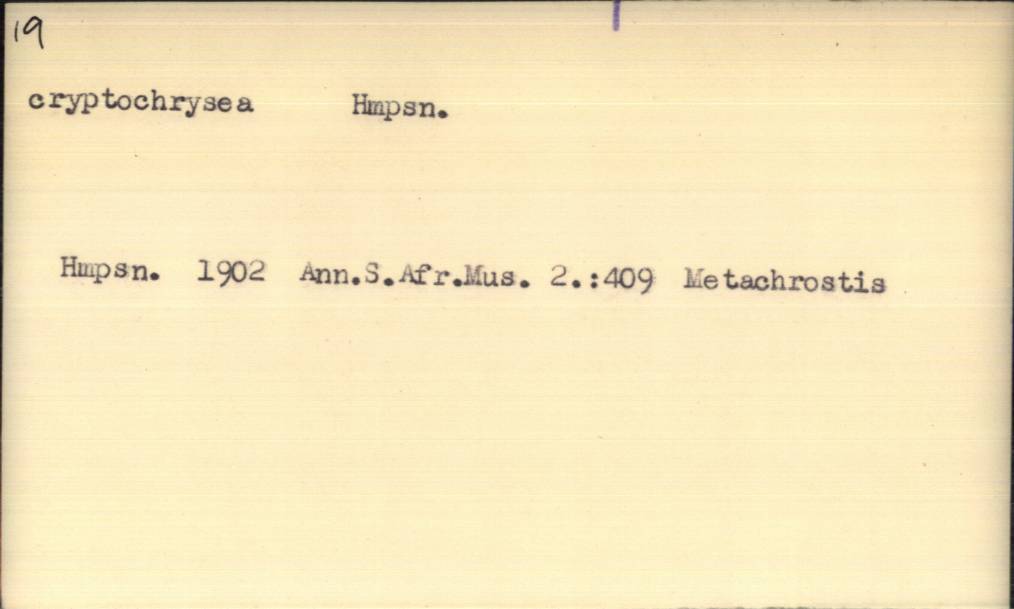 19
cryptochrysea Hmpsn.
Hmpsn. 1902 Ann.S.Afr.Mus. 2.:409 Metachrostis